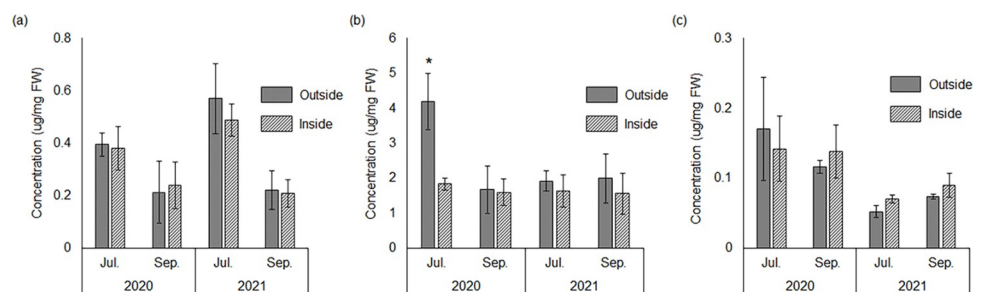 (a)
Concentration (ug/mg FW)
0.8
0.6
0.4
0.2
0
Outside
Inside
Jul. Sep. Jul. Sep.
2020 2021
(b)
Concentration (ug/mg FW)
6
5
4
3
2
1
0
*
Outside
Inside
Jul. Sep. Jul. Sep.
2020 2021
(c)
Concentration (ug/mg FW)
0.3
0.2
0.1
0
Outside
Inside
Jul. Sep. Jul. Sep.
2020 2021